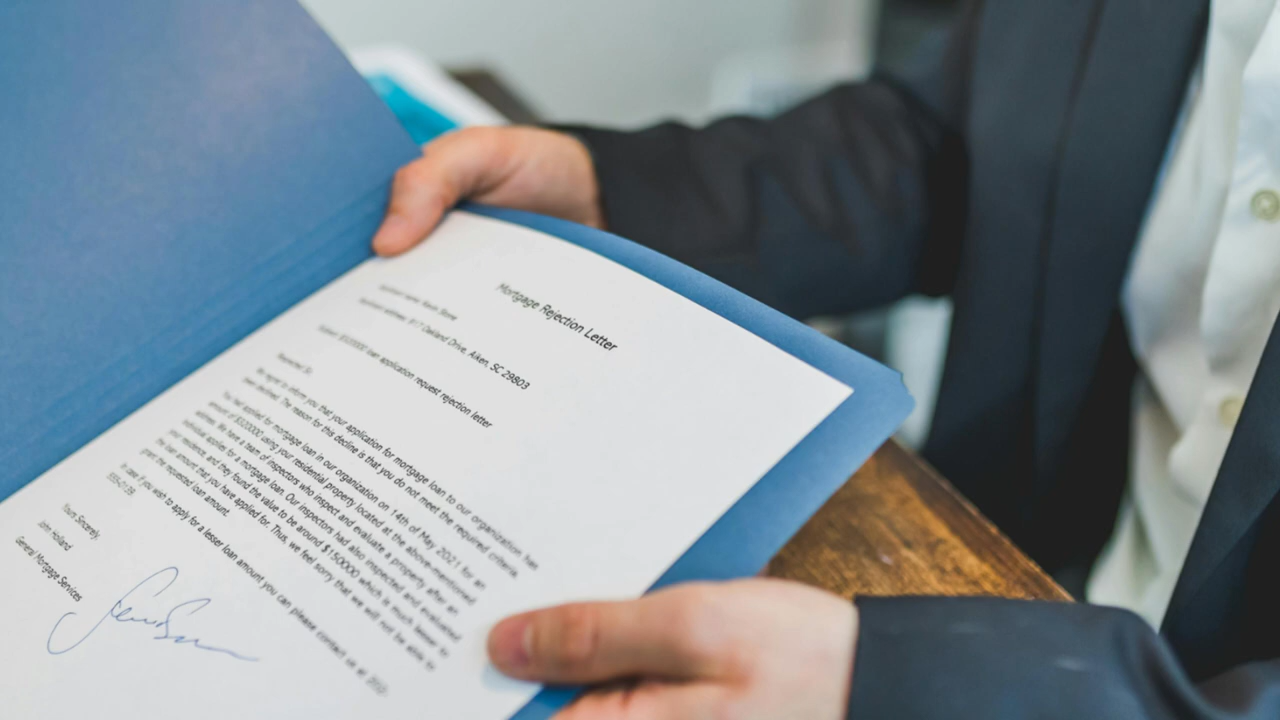 Mortgage Rejection Letter
Applicant Name: Kevin Stone
Applicant Address: 917 Oakland Drive, Aiken, SC 29803
Subject: $320000 loan application request rejection letter
Respected Sir,
We regret to inform you that your application for mortgage loan to our organization has
been declined. The reason for this decline is that you do not meet the required criteria.
You had applied for mortgage loan in our organization on 14th of May 2021 for an
amount of $320000 using your residential property located at the above-mentioned
address. We have a team of inspectors who inspect and evaluate a property after an
individual applies for a mortgage loan. Our inspectors had also inspected and evaluated
your residence, and they found the value to be around $150000 which is much lesser to
the loan amount that you have applied for. Thus, we feel sorry that we will not be able to
grant the requested loan amount.
In case if you wish to apply for a lesser loan amount you can please contact us at
Yours Sincerely,
John Holland
General Mortgage Services